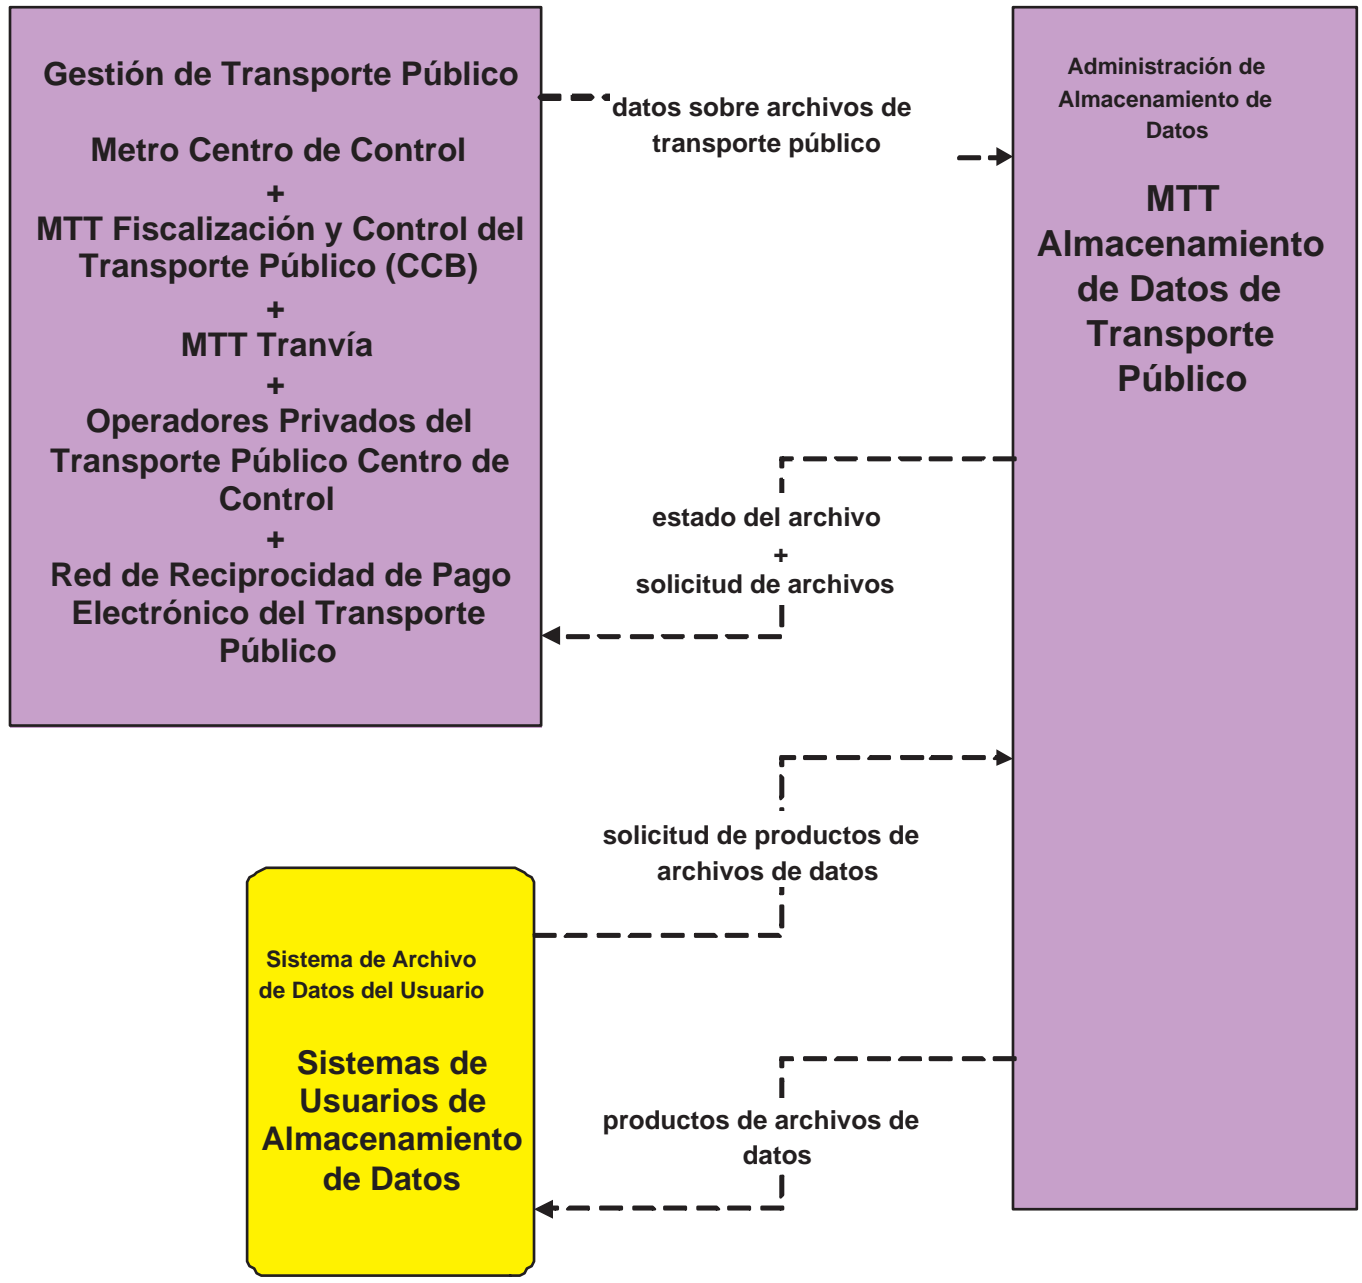 Gestión de Transporte Público
Metro Centro de Control
+
MTT Fiscalización y Control del
Transporte Público (CCB)
+
MTT Tranvía
+
Operadores Privados del
Transporte Público Centro de
Control
+
Red de Reciprocidad de Pago
Electrónico del Transporte
Público
datos sobre archivos de
transporte público
Administración de
Almacenamiento de
Datos
MTT
Almacenamiento
de Datos de
Transporte
Público
estado del archivo
+
solicitud de archivos
solicitud de productos de
archivos de datos
Sistema de Archivo
de Datos del Usuario
Sistemas de
Usuarios de
Almacenamiento
de Datos
productos de archivos de
datos